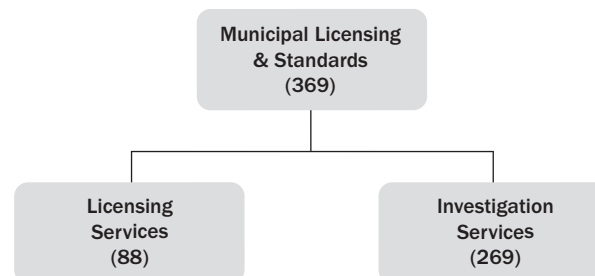 Municipal Licensing
& Standards
(369)
Licensing
Services
(88)
Investigation
Services
(269)